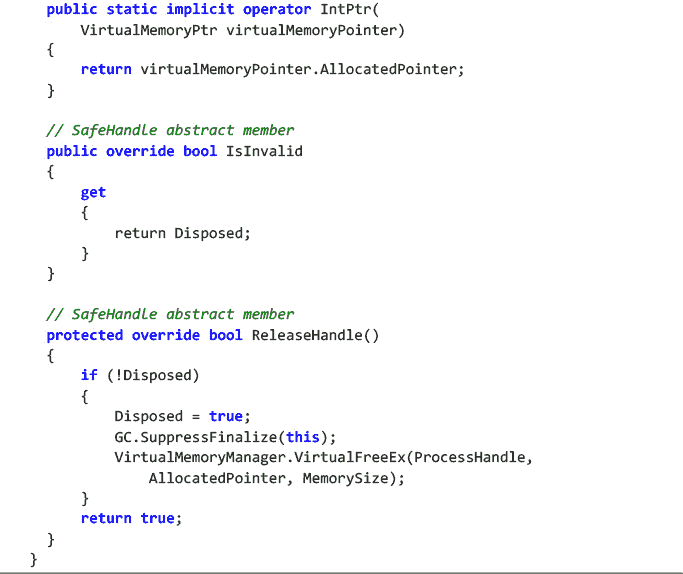 public static implicit operator IntPtr(
    VirtualMemoryPtr virtualMemoryPointer)
{
    return virtualMemoryPointer.AllocatedPointer;
}

// SafeHandle abstract member
public override bool IsInvalid
{
    get
    {
        return Disposed;
    }
}

// SafeHandle abstract member
protected override bool ReleaseHandle()
{
    if (!Disposed)
    {
        Disposed = true;
        GC.SuppressFinalize(this);
        VirtualMemoryManager.VirtualFreeEx(ProcessHandle,
            AllocatedPointer, MemorySize);
    }
    return true;
}
}